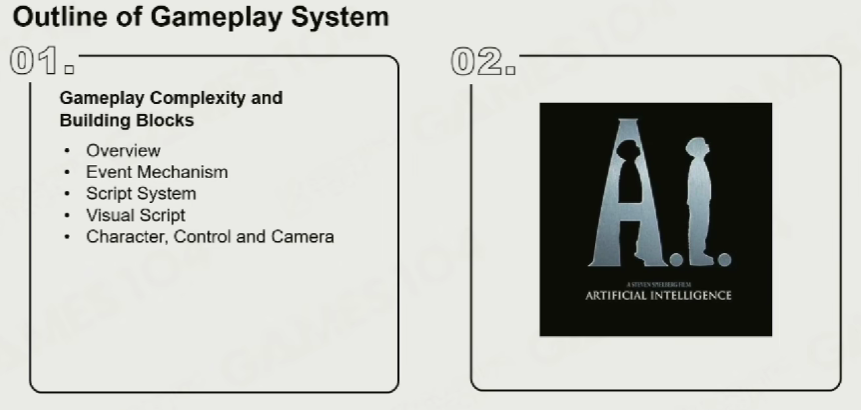 Outline of Gameplay System
01.
Gameplay Complexity and
Building Blocks
• Overview
• Event Mechanism
• Script System
• Visual Script
• Character, Control and Camera
02.
A.I.
A STEVEN SPIELBERG FILM
ARTIFICIAL INTELLIGENCE